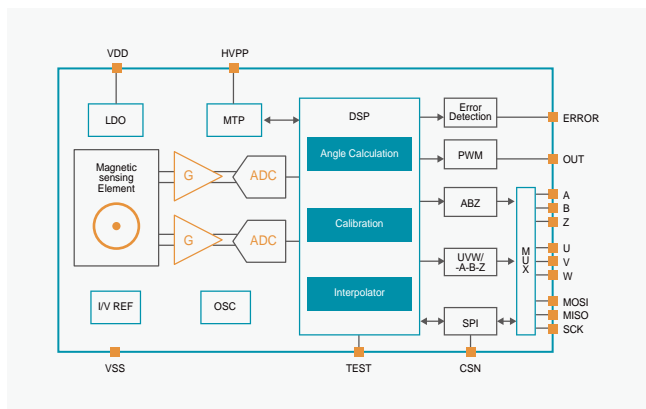 VDD
HVPP
LDO
MTP
DSP
Error
Detection
ERROR
Magnetic
sensing
Element
G
ADC
Angle Calculation
PWM
OUT
G
ADC
Calibration
ABZ
A
B
Z
UVW/
-A-B-Z
M
U
X
U
V
W
I/V REF
OSC
Interpolator
SPI
MOSI
MISO
SCK
VSS
TEST
CSN